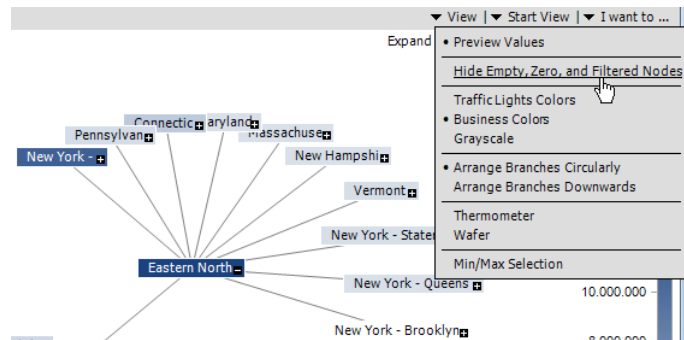 View | Start View | I want to ...
Expand
• Preview Values
Hide Empty, Zero, and Filtered Nodes
Traffic Lights Colors
• Business Colors
Grayscale
• Arrange Branches Circularly
Arrange Branches Downwards
Thermometer
Wafer
Min/Max Selection
Connectic
aryland
Pennsylvan
Massachuse
New York -
New Hampshi
Vermont
New York - Staten
Eastern North
New York - Queens
10.000.000
New York - Brooklyn
8.000.000